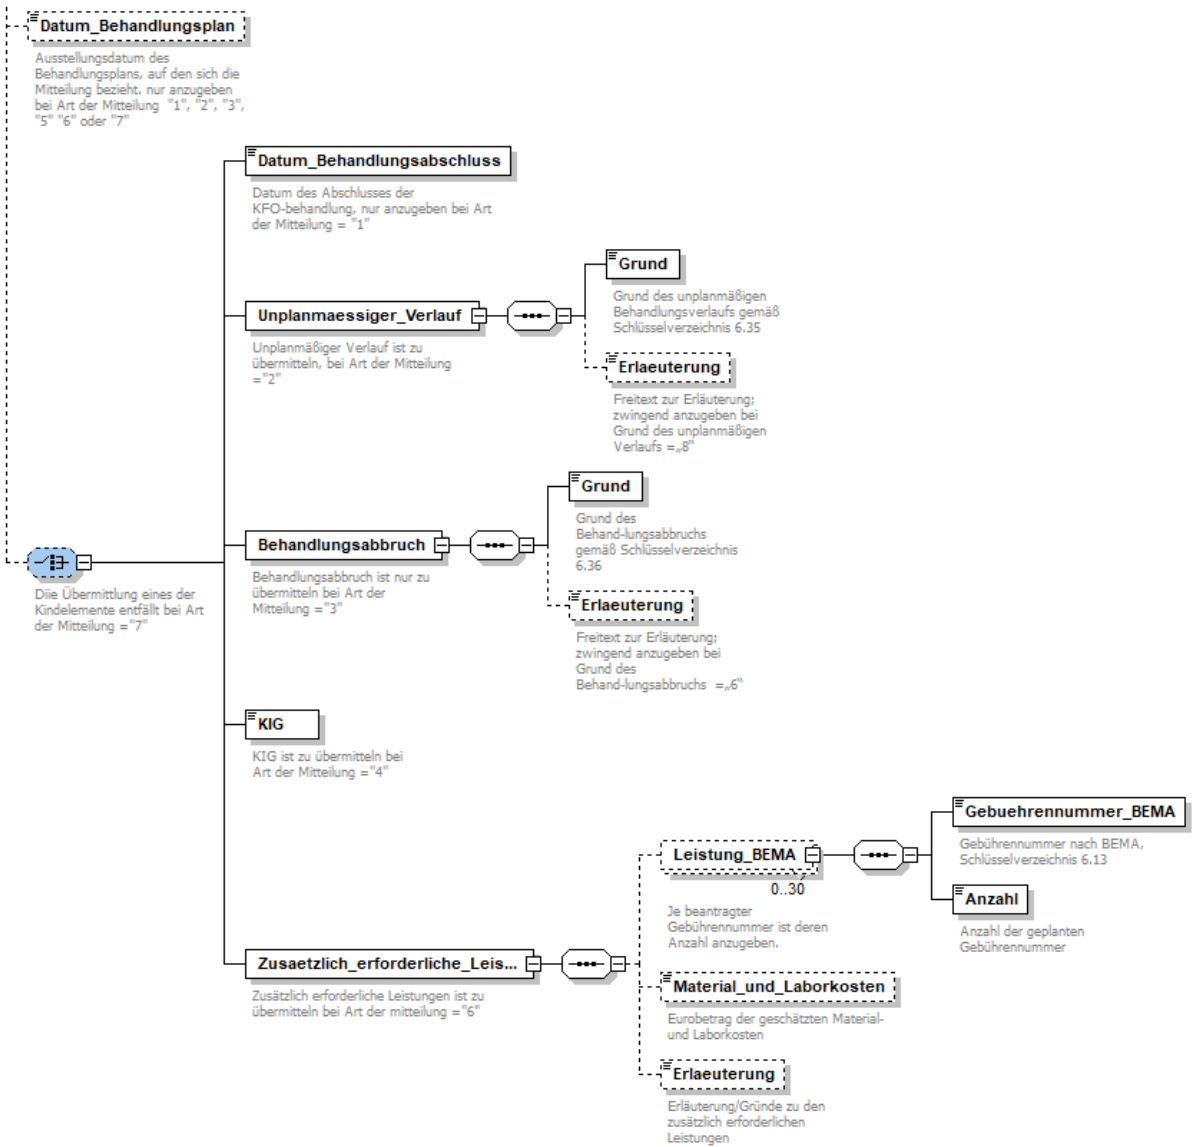 Datum_Behandlungsplan
Ausstellungsdatum des
Behandlungsplans, auf den sich die
Mitteilung bezieht. nur anzugeben
bei Art der Mitteilung "1", "2", "3",
"5" "6" oder "7"
Datum_Behandlungsabschluss
Datum des Abschlusses der
KFO-behandlung, nur anzugeben bei Art
der Mitteilung = "1"
Grund
Grund des unplanmäßigen
Behandlungsverlaufs gemäß
Schlüsselverzeichnis 6.35
Unplanmaessiger_Verlauf
Unplanmäßiger Verlauf ist zu
übermitteln, bei Art der Mitteilung
="2"
Erlaeuterung
Freitext zur Erläuterung;
zwingend anzugeben bei
Grund des unplanmäßigen
Verlaufs =„8"
Grund
Grund des
Behand-lungsabbruchs
gemäß Schlüsselverzeichnis
6.36
Behandlungsabbruch
Behandlungsabbruch ist nur zu
übermitteln bei Art der
Mitteilung ="3"
Diie Übermittlung eines der
Kindelemente entfällt bei Art
der Mitteilung ="7"
Erlaeuterung
Freitext zur Erläuterung;
zwingend anzugeben bei
Grund des
Behand-lungsabbruchs =„6"
KIG
KIG ist zu übermitteln bei
Art der Mitteilung ="4"
Gebuehrennummer_BEMA
Gebührennummer nach BEMA,
Schlüsselverzeichnis 6.13
Leistung_BEMA
0..30
Je beantragter
Gebührennummer ist deren
Anzahl anzugeben.
Anzahl
Anzahl der geplanten
Gebührennummer
Zusaetzlich_erforderliche_Leis...
Zusätzlich erforderliche Leistungen ist zu
übermitteln bei Art der mitteilung ="6"
Material_und_Laborkosten
Eurobetrag der geschätzten Material-
und Laborkosten
Erlaeuterung
Erläuterung/Gründe zu den
zusätzlich erforderlichen
Leistungen